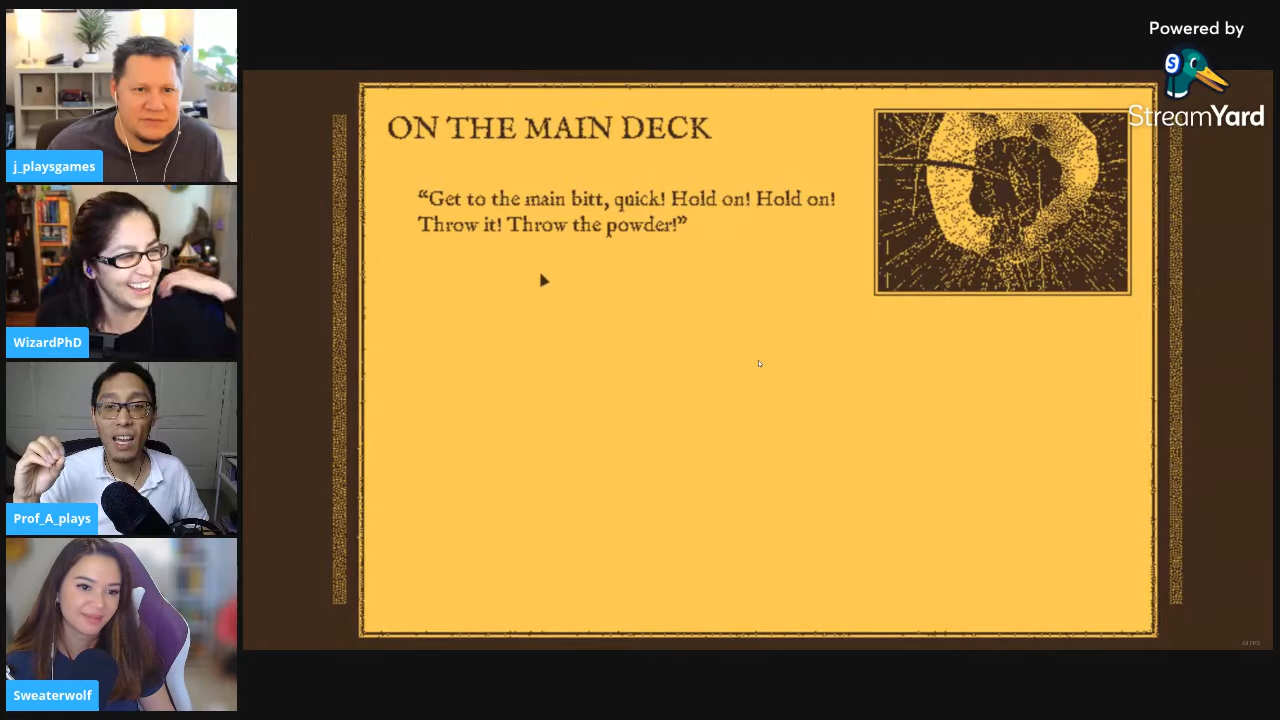 j_playsgames
WizardPhD
Prof_A_plays
Sweaterwolf
ON THE MAIN DECK
“Get to the main bitt, quick! Hold on! Hold on!
Throw it! Throw the powder!”
Powered by
S
StreamYard